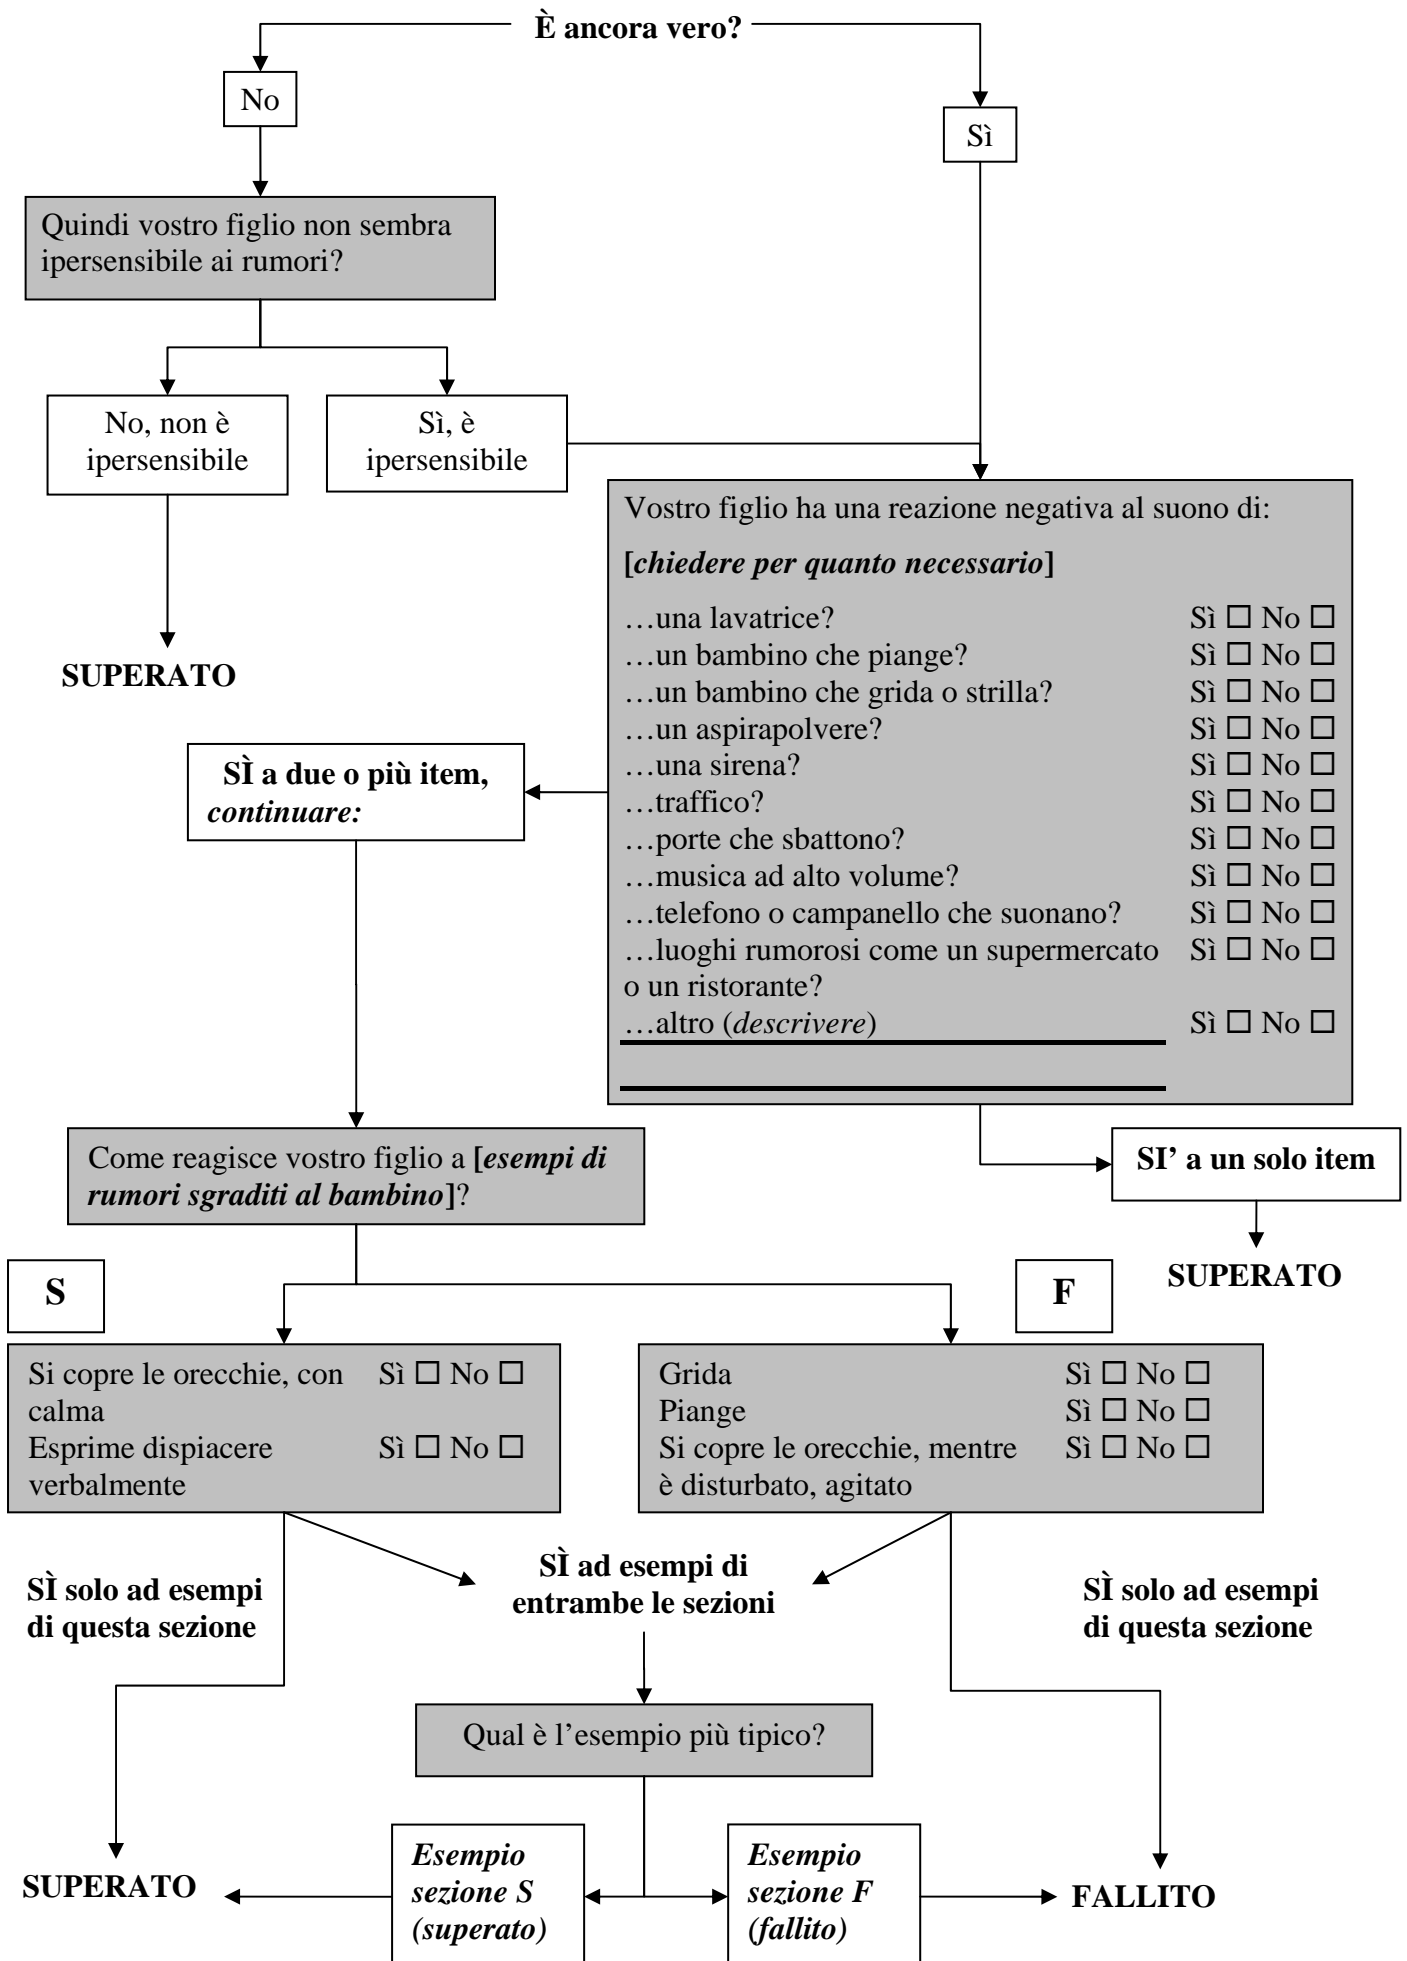 È ancora vero?
No
Sì
Quindi vostro figlio non sembra
ipersensibile ai rumori?
No, non è
ipersensibile
Sì, è
ipersensibile
SUPERATO
Vostro figlio ha una reazione negativa al suono di:
[chiedere per quanto necessario]
…una lavatrice? Sì ☐ No ☐
…un bambino che piange? Sì ☐ No ☐
…un bambino che grida o strilla? Sì ☐ No ☐
…un aspirapolvere? Sì ☐ No ☐
…una sirena? Sì ☐ No ☐
…traffico? Sì ☐ No ☐
…porte che sbattono? Sì ☐ No ☐
…musica ad alto volume? Sì ☐ No ☐
…telefono o campanello che suonano? Sì ☐ No ☐
…luoghi rumorosi come un supermercato Sì ☐ No ☐
o un ristorante?
…altro (descrivere) Sì ☐ No ☐
SÌ a due o più item,
continuare:
SI’ a un solo item
SUPERATO
Come reagisce vostro figlio a [esempi di
rumori sgraditi al bambino]?
S
F
Si copre le orecchie, con Sì ☐ No ☐
calma
Esprime dispiacere Sì ☐ No ☐
verbalmente
Grida Sì ☐ No ☐
Piange Sì ☐ No ☐
Si copre le orecchie, mentre Sì ☐ No ☐
è disturbato, agitato
SÌ solo ad esempi
di questa sezione
SÌ ad esempi di
entrambe le sezioni
SÌ solo ad esempi
di questa sezione
Qual è l’esempio più tipico?
SUPERATO
Esempio
sezione S
(superato)
Esempio
sezione F
(fallito)
FALLITO